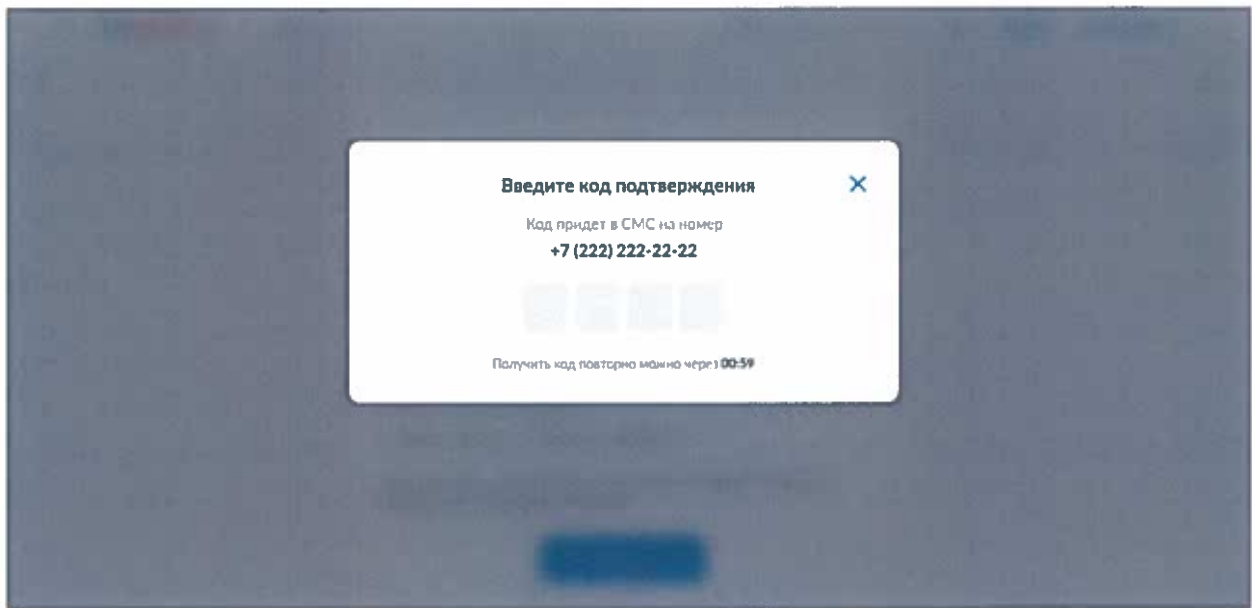 Введите код подтверждения
Код придет в СМС на номер
+7 (222) 222-22-22
Получить код повторно можно через 00:59